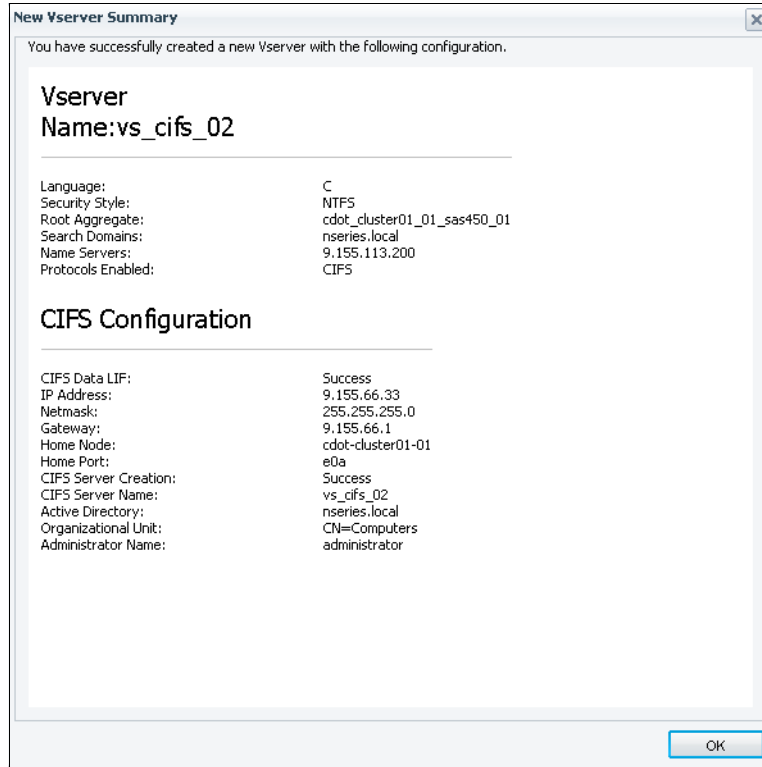 New Vserver Summary
You have successfully created a new Vserver with the following configuration.
Vserver
Name:vs_cifs_02
Language: C
Security Style: NTFS
Root Aggregate: cdot_cluster01_01_sas450_01
Search Domains: nseries.local
Name Servers: 9.155.113.200
Protocols Enabled: CIFS
CIFS Configuration
CIFS Data LIF: Success
IP Address: 9.155.66.33
Netmask: 255.255.255.0
Gateway: 9.155.66.1
Home Node: cdot-cluster01-01
Home Port: e0a
CIFS Server Creation: Success
CIFS Server Name: vs_cifs_02
Active Directory: nseries.local
Organizational Unit: CN=Computers
Administrator Name: administrator
OK